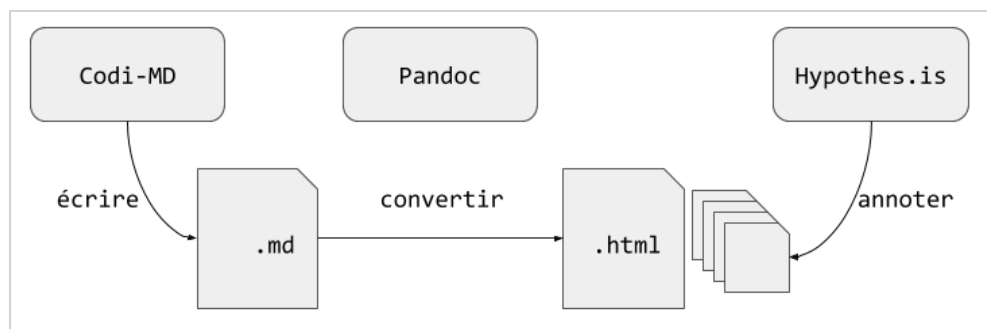 Codi-MD
Pandoc
Hypothes.is
écrire
convertir
annoter
.md
.html